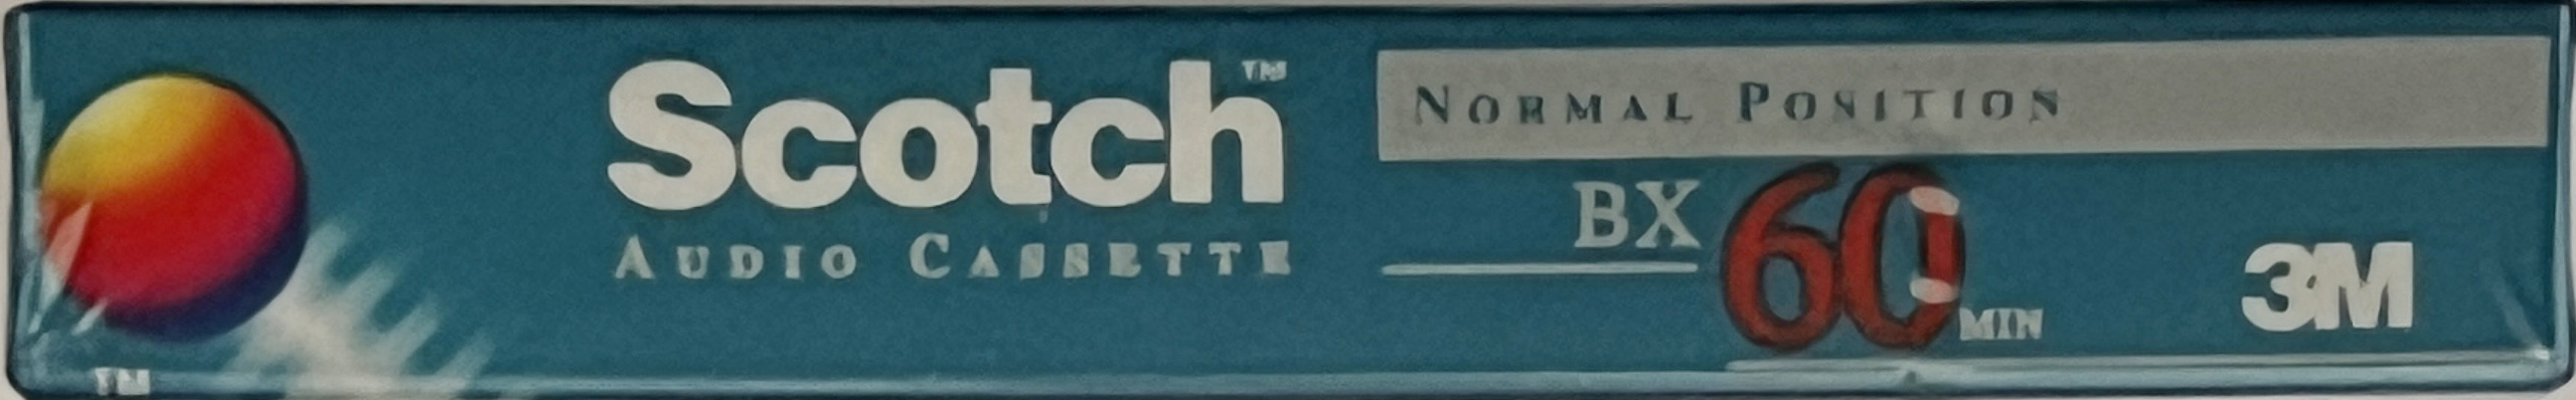 Scotch™
AUDIO CASSETTE
NORMAL POSITION
BX 60 MIN
3M
TM